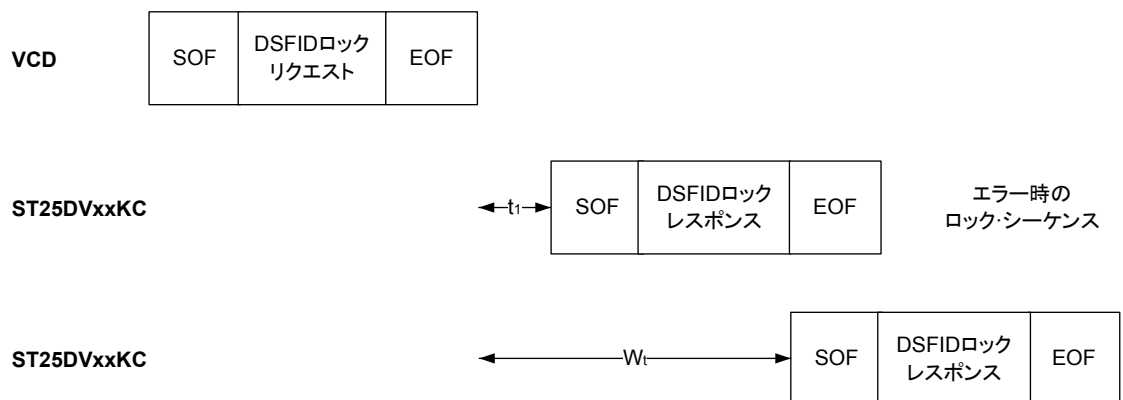 VCD
SOF
DSFIDロック
リクエスト
EOF
ST25DVxxKC
t1
SOF
DSFIDロック
レスポンス
EOF
エラー時の
ロック·シーケンス
ST25DVxxKC
Wt
SOF
DSFIDロック
レスポンス
EOF